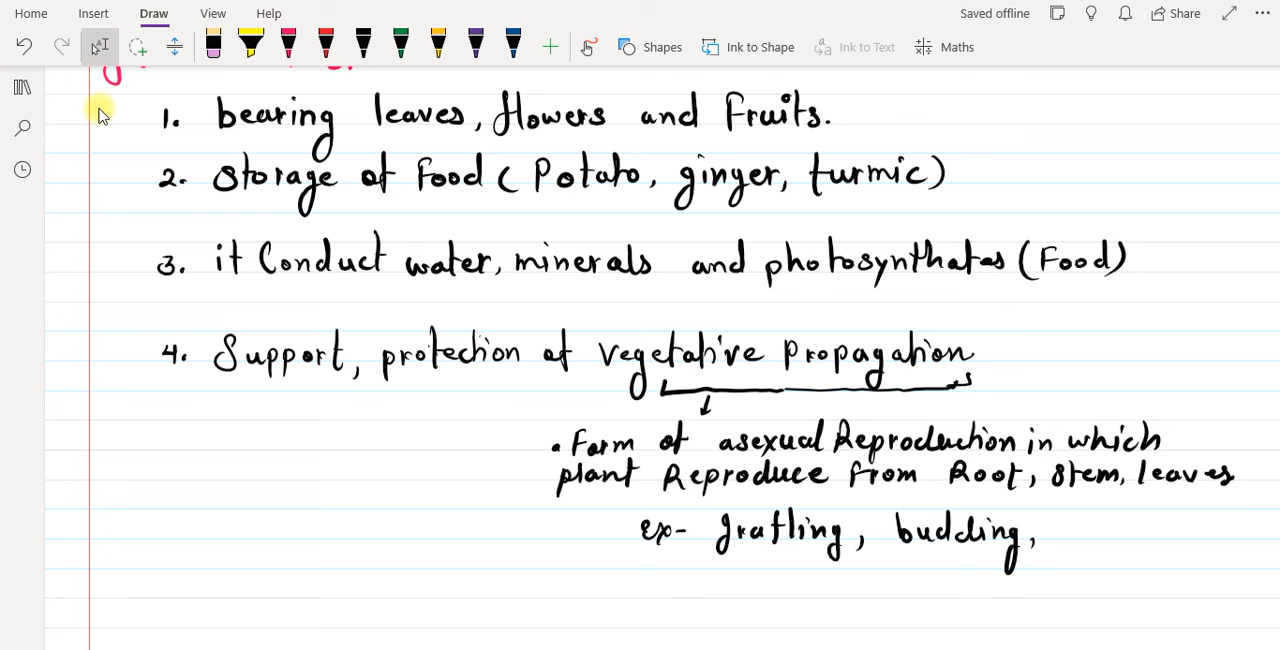 Home Insert Draw View Help Saved offline Share
Shapes Ink to Shape Ink to Text Maths
1. bearing leaves, flowers and Fruits.
2. Storage of Food ( Potato, ginger, turmic)
3. it Conduct water, minerals and photosynthates (Food)
4. Support, protection of vegetative propagation
• Form of asexual Reproduction in which
plant Reproduce from Root, stem, leaves
ex- grafting, budding,